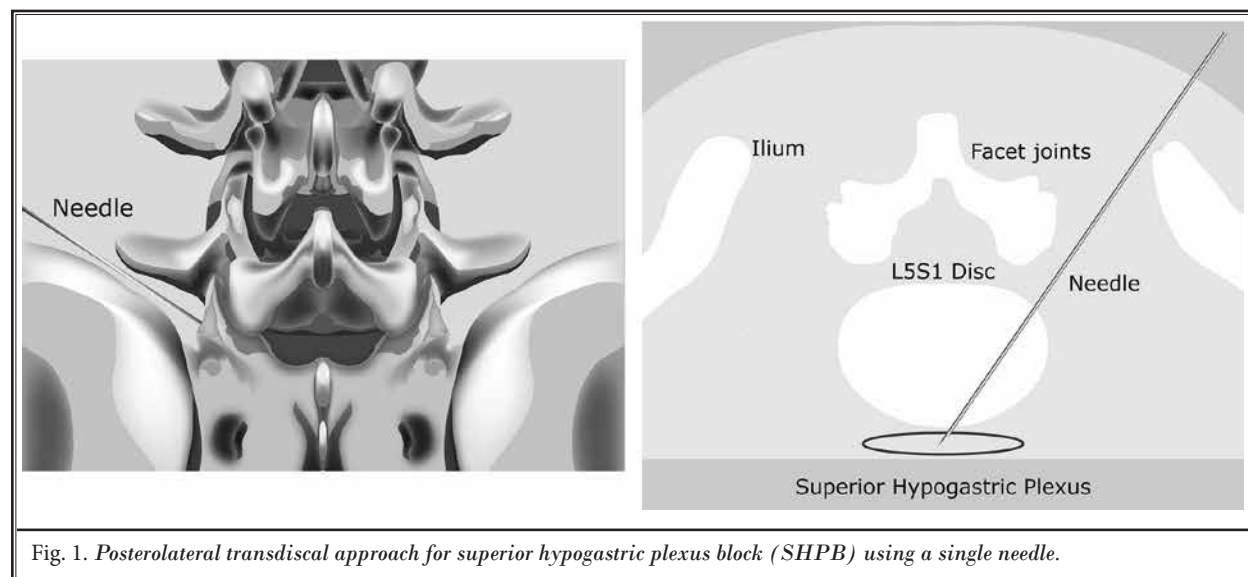 Needle
Ilium
Facet joints
L5S1 Disc
Needle
Superior Hypogastric Plexus
Fig. 1. Posterolateral transdiscal approach for superior hypogastric plexus block (SHPB) using a single needle.